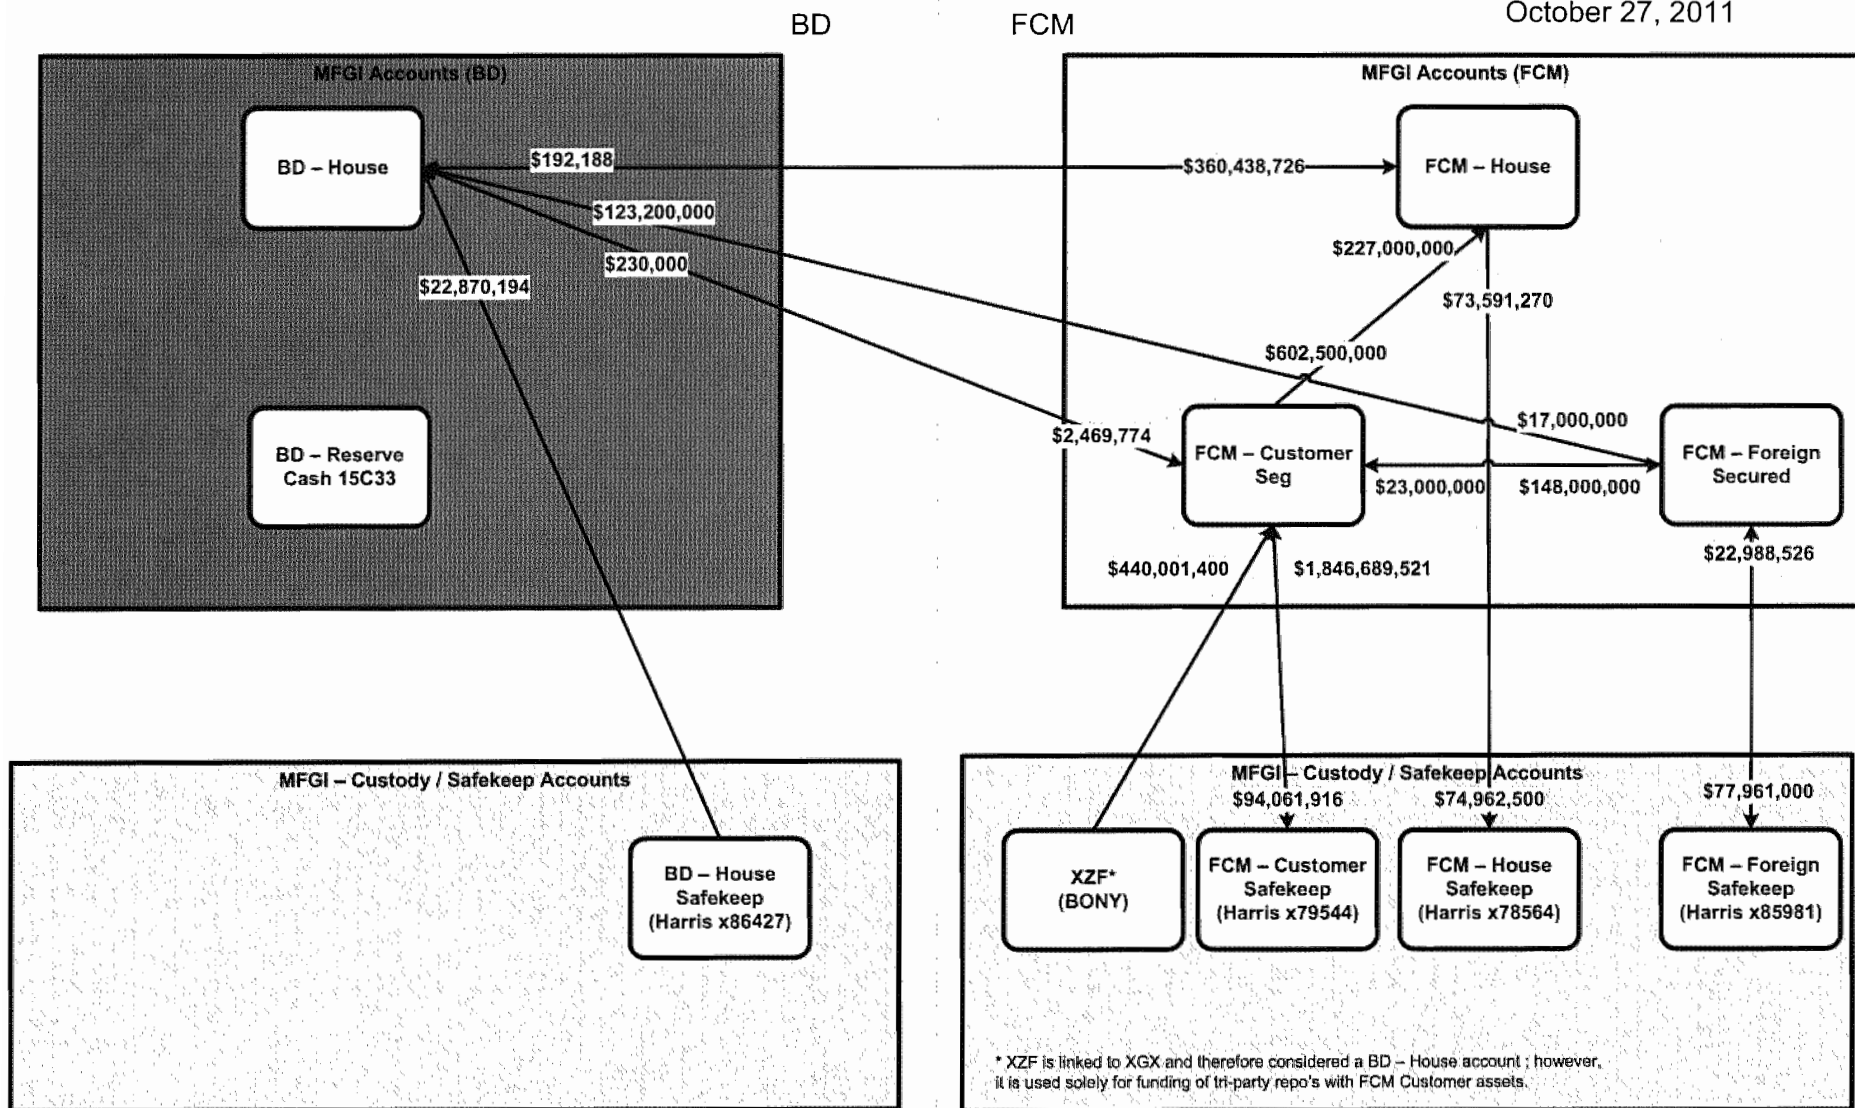 October 27, 2011
BD
FCM
MFGI Accounts (BD)
MFGI Accounts (FCM)
BD – House
$192,188
$360,438,726
FCM – House
$123,200,000
$227,000,000
$230,000
$22,870,194
$73,591,270
$602,500,000
$17,000,000
$2,469,774
BD – Reserve
Cash 15C33
FCM – Customer
Seg
FCM – Foreign
Secured
$23,000,000
$148,000,000
$440,001,400
$1,846,689,521
$22,988,526
MFGI – Custody / Safekeep Accounts
MFGI – Custody / Safekeep Accounts
$94,061,916
$74,962,500
$77,961,000
BD – House
Safekeep
(Harris x86427)
XZF*
(BONY)
FCM – Customer
Safekeep
(Harris x79544)
FCM – House
Safekeep
(Harris x78564)
FCM – Foreign
Safekeep
(Harris x85981)
* XZF is linked to XGX and therefore considered a BD – House account ; however,
it is used solely for funding of tri-party repo's with FCM Customer assets.